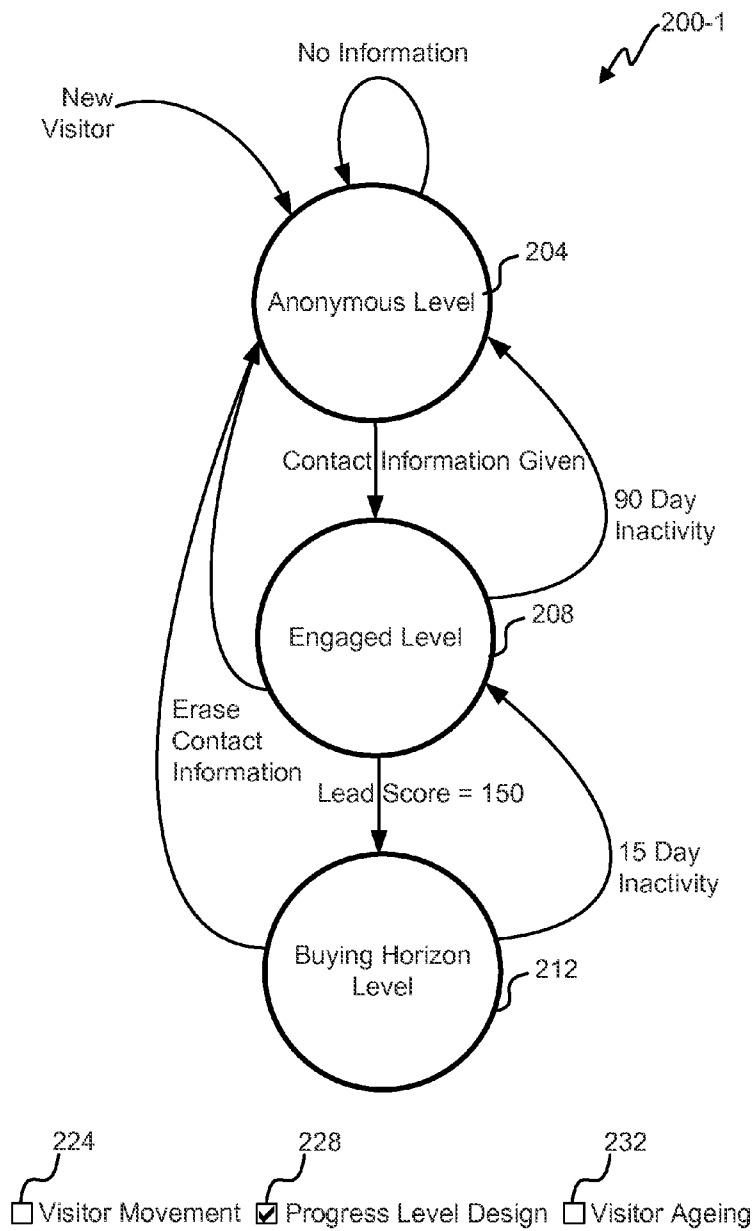 200-1
No Information
New
Visitor
204
Anonymous Level
Contact Information Given
90 Day
Inactivity
208
Engaged Level
Erase
Contact
Information
Lead Score = 150
15 Day
Inactivity
Buying Horizon
Level
212
224
228
232
Visitor Movement
Progress Level Design
Visitor Ageing